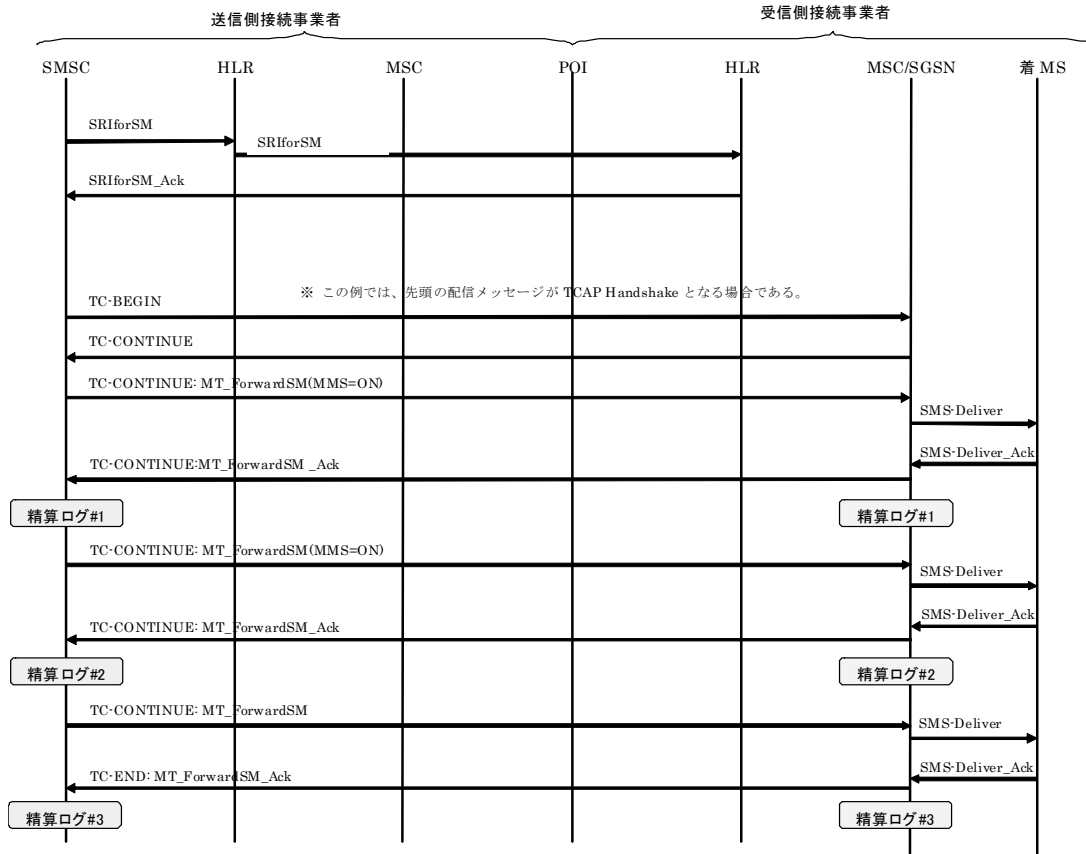 送信側接続事業者
受信側接続事業者
SMSC HLR MSC POI HLR MSC/SGSN 着 MS
SRIforSM
SRIforSM
SRIforSM_Ack
※ この例では、先頭の配信メッセージが TCAP Handshake となる場合である。
TC-BEGIN
TC-CONTINUE
TC-CONTINUE: MT_ForwardSM(MMS=ON)
SMS-Deliver
SMS-Deliver_Ack
TC-CONTINUE:MT_ForwardSM _Ack
精算ログ#1 精算ログ#1
TC-CONTINUE: MT_ForwardSM(MMS=ON)
SMS-Deliver
SMS-Deliver_Ack
TC-CONTINUE: MT_ForwardSM_Ack
精算ログ#2 精算ログ#2
TC-CONTINUE: MT_ForwardSM
SMS-Deliver
SMS-Deliver_Ack
TC-END: MT_ForwardSM_Ack
精算ログ#3 精算ログ#3